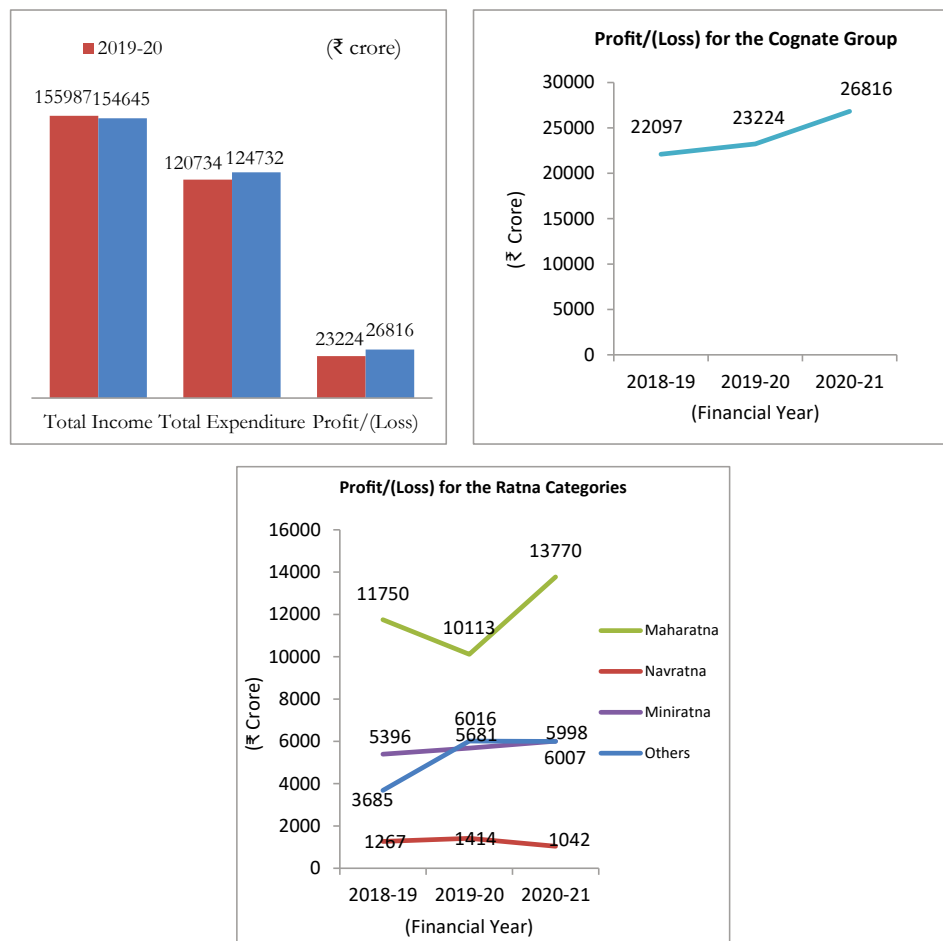 2019-20
(₹ crore)
155987 154645
120734 124732
23224 26816
Total Income Total Expenditure Profit/(Loss)
Profit/(Loss) for the Cognate Group
30000
25000
20000
15000
10000
5000
0
(₹ Crore)
22097
23224
26816
2018-19 2019-20 2020-21
(Financial Year)
Profit/(Loss) for the Ratna Categories
16000
14000
12000
10000
8000
6000
4000
2000
0
(₹ Crore)
11750
10113
13770
5396
6016
5681
5998
6007
3685
1267
1414
1042
Maharatna
Navratna
Miniratna
Others
2018-19 2019-20 2020-21
(Financial Year)